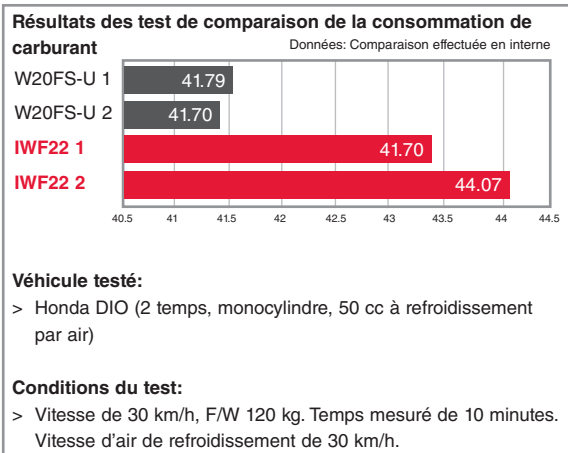 Résultats des test de comparaison de la consommation de
carburant Données: Comparaison effectuée en interne
W20FS-U 1 41.79
W20FS-U 2 41.70
IWF22 1 41.70
IWF22 2 44.07
40.5 41 41.5 42 42.5 43 43.5 44 44.5
Véhicule testé:
> Honda DIO (2 temps, monocylindre, 50 cc à refroidissement
par air)
Conditions du test:
> Vitesse de 30 km/h, F/W 120 kg. Temps mesuré de 10 minutes.
Vitesse d'air de refroidissement de 30 km/h.